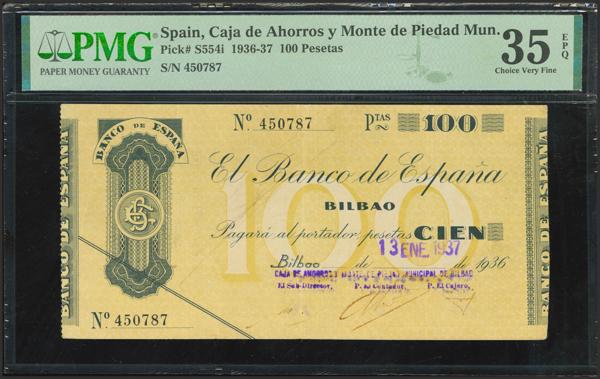 PMG
PAPER MONEY GUARANTY
Spain, Caja de Ahorros y Monte de Piedad Mun.
Pick# S554i 1936-37 100 Pesetas
S/N 450787
35
EPQ
Choice Very Fine
BANCO DE ESPAÑA
BANCO DE ESPAÑA
Nº 450787
PTAS 100
El Banco de España
BILBAO
100
Pagará al portador pesetas CIEN
13 ENE. 1937
Bilbao de de 1936
CAJA DE AHORROS Y MONTE DE PIEDAD MUNICIPAL DE BILBAO
El Sub-Director, P. El Contador, P. El Cajero,
Nº 450787
BANCO DE ESPAÑA